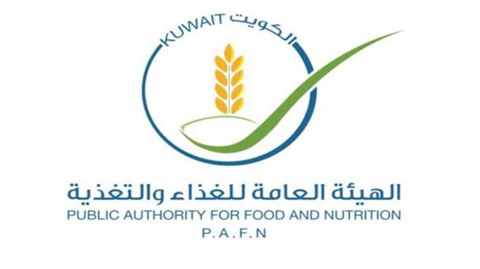 KUWAIT الكويت
الهيئة العامة للغذاء والتغذية
PUBLIC AUTHORITY FOR FOOD AND NUTRITION
P.A.F.N